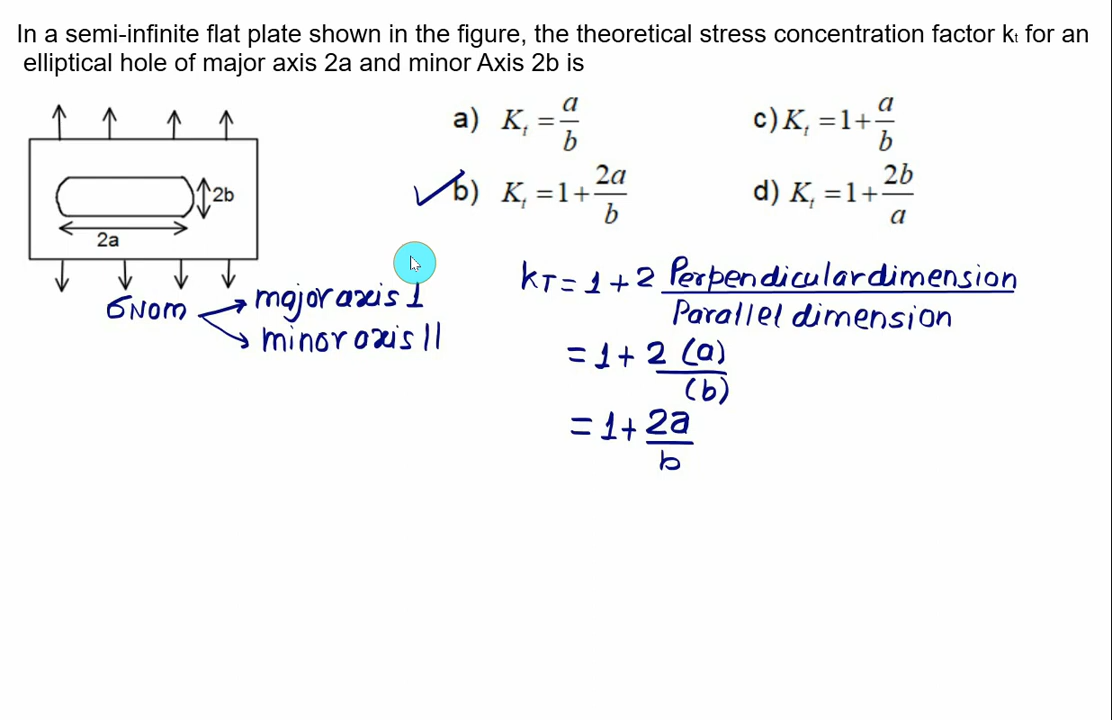 In a semi-infinite flat plate shown in the figure, the theoretical stress concentration factor kₜ for an
elliptical hole of major axis 2a and minor Axis 2b is
a) Kₜ = a/b
c) Kₜ = 1 + a/b
b) Kₜ = 1 + 2a/b
d) Kₜ = 1 + 2b/a
2b
2a
σNom
major axis ⊥
minor axis ||
kT = 1 + 2 Perpendicular dimension
Parallel dimension
= 1 + 2 (a)
(b)
= 1 + 2a
b